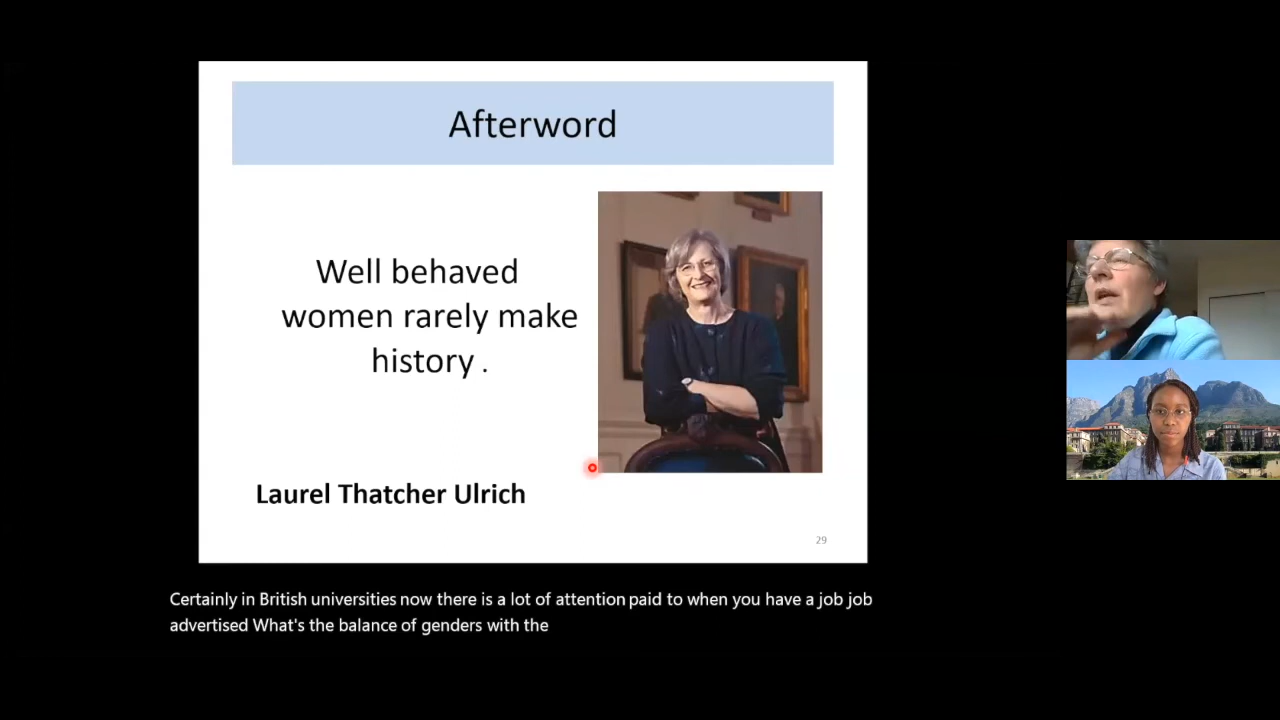 Afterword
Well behaved
women rarely make
history .
Laurel Thatcher Ulrich
29
Certainly in British universities now there is a lot of attention paid to when you have a job job
advertised What's the balance of genders with the